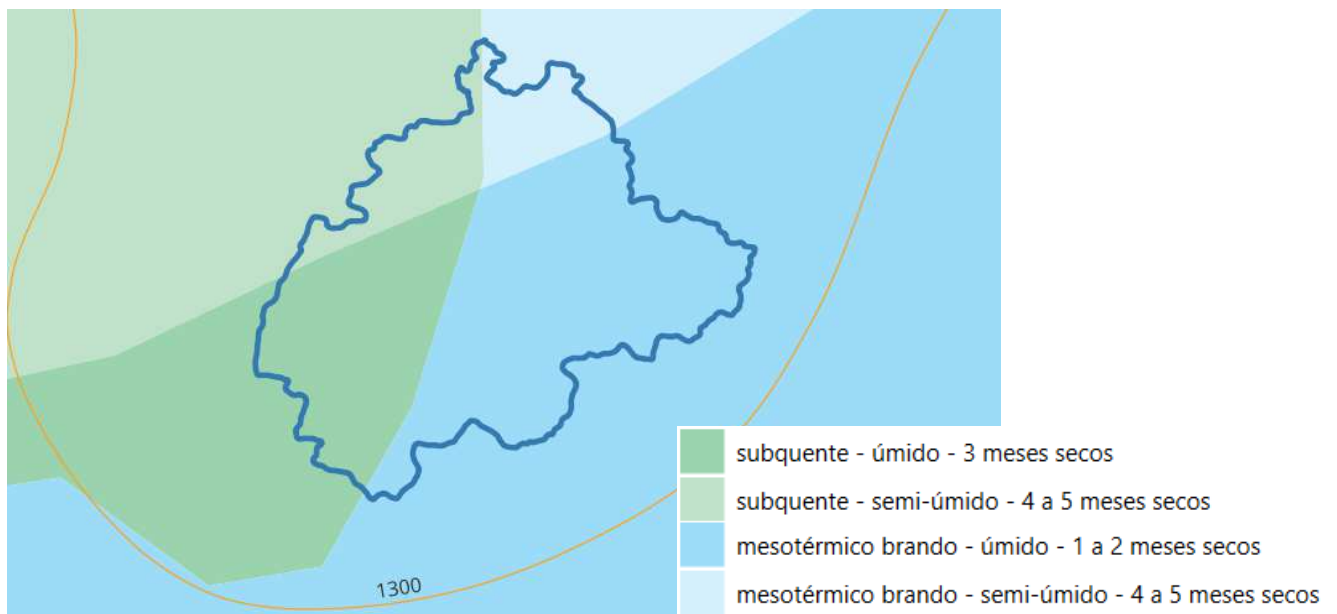 1300
subquente - úmido - 3 meses secos
subquente - semi-úmido - 4 a 5 meses secos
mesotérmico brando - úmido - 1 a 2 meses secos
mesotérmico brando - semi-úmido - 4 a 5 meses secos